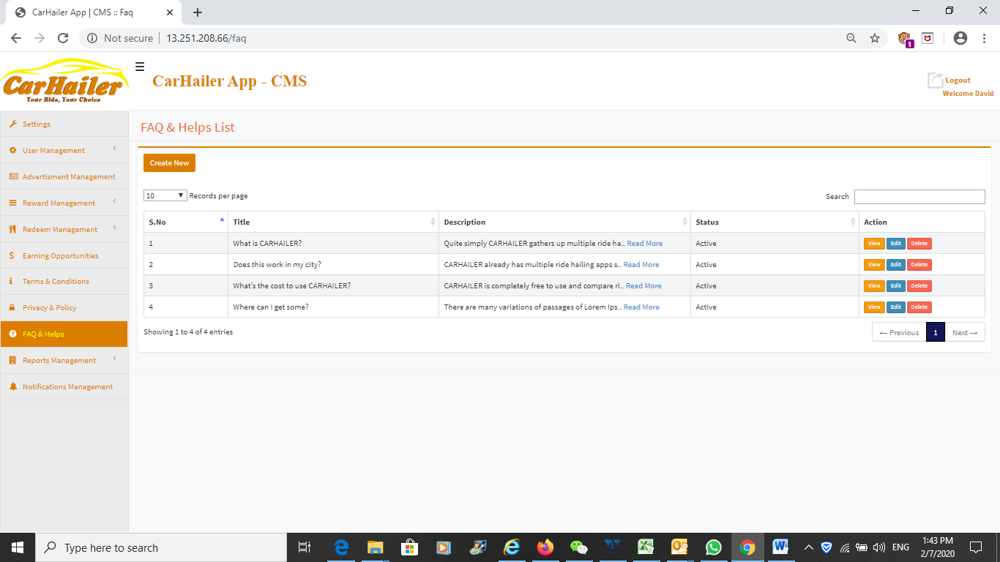 CarHailer App | CMS :: Faq
Not secure
13.251.208.66/faq
1
CarHailer
Your Ride, Your Choice
CarHailer App - CMS
Logout
Welcome David
Settings
User Management
Advertisment Management
Reward Management
Redeem Management
Earning Opportunities
Terms & Conditions
Privacy & Policy
FAQ & Helps
Reports Management
Notifications Management
FAQ & Helps List
Create New
10 Records per page
Search
S.No Title Description Status Action
1 What is CARHAILER? Quite simply CARHAILER gathers up multiple ride ha.. Read More Active View Edit Delete
2 Does this work in my city? CARHAILER already has multiple ride hailing apps s.. Read More Active View Edit Delete
3 What's the cost to use CARHAILER? CARHAILER is completely free to use and compare ri.. Read More Active View Edit Delete
4 Where can I get some? There are many variations of passages of Lorem Ips.. Read More Active View Edit Delete
Showing 1 to 4 of 4 entries
← Previous 1 Next →
Type here to search
ENG
1:43 PM
2/7/2020